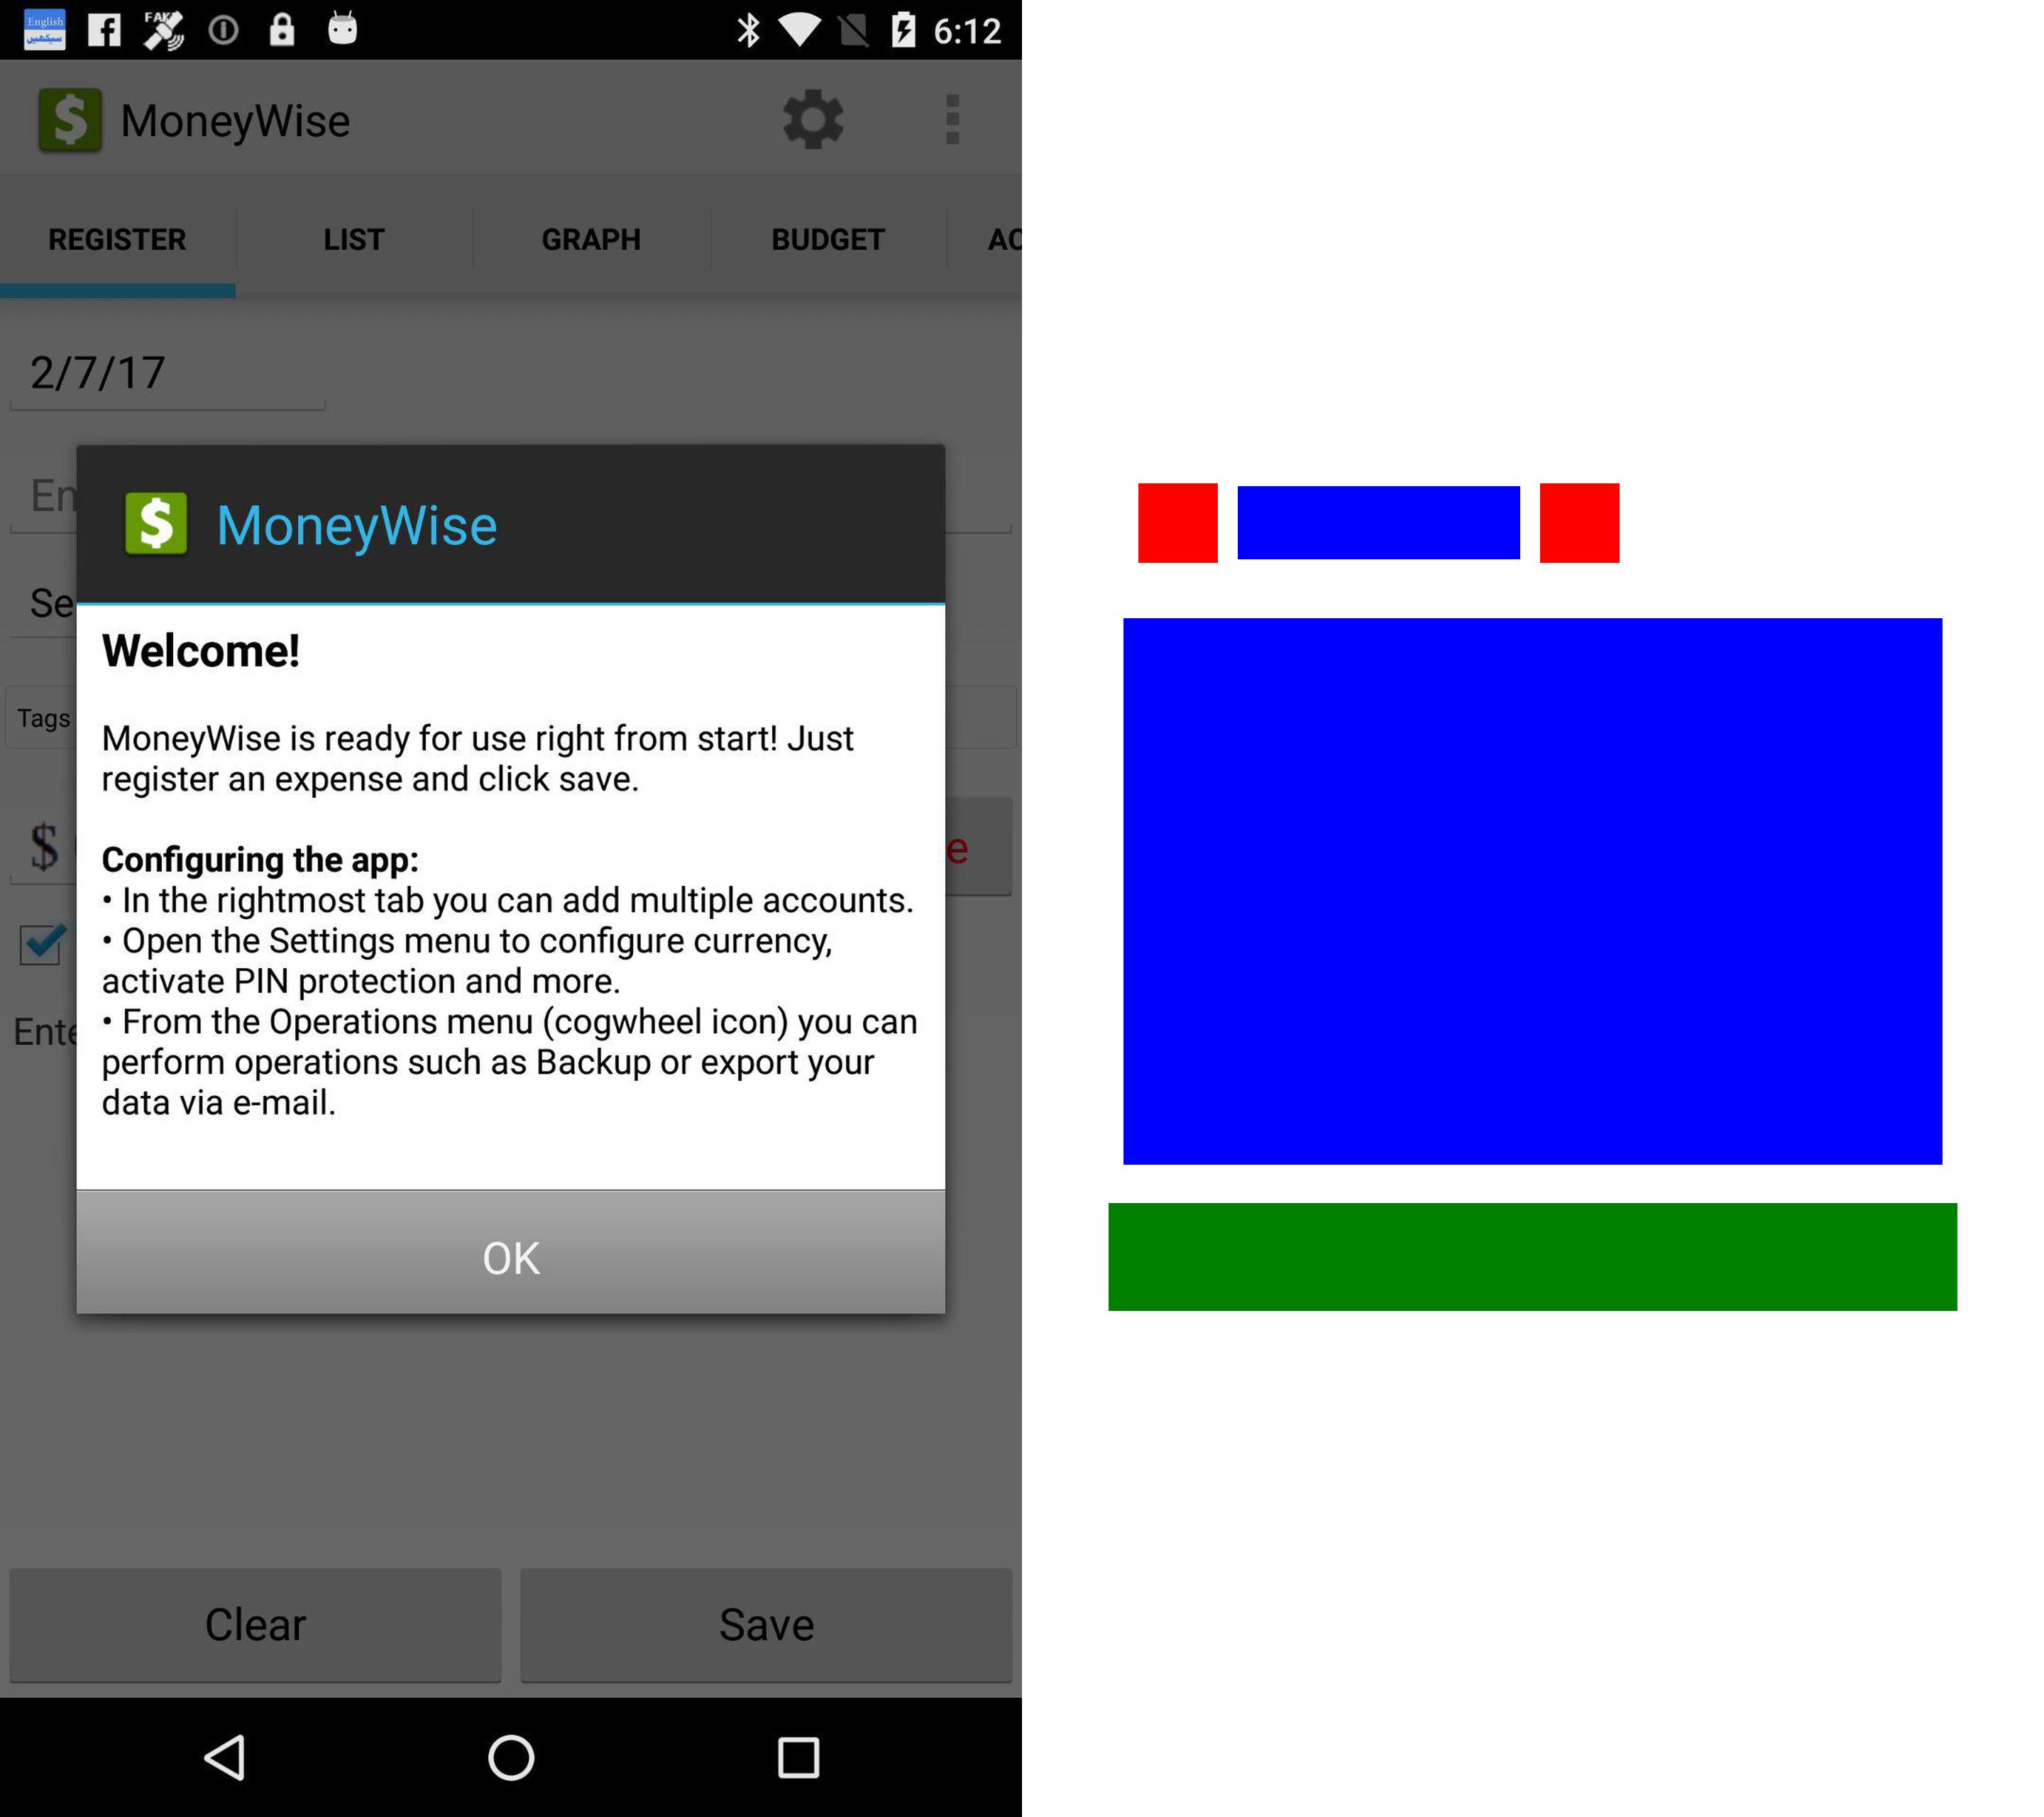 English
سیکھیں
FAKE
6:12
$ MoneyWise
REGISTER LIST GRAPH BUDGET AC
2/7/17
En
$ MoneyWise
Se
Welcome!
Tags
MoneyWise is ready for use right from start! Just
register an expense and click save.
$ e
Configuring the app:
• In the rightmost tab you can add multiple accounts.
• Open the Settings menu to configure currency,
activate PIN protection and more.
• From the Operations menu (cogwheel icon) you can
Ente
perform operations such as Backup or export your
data via e-mail.
OK
Clear Save